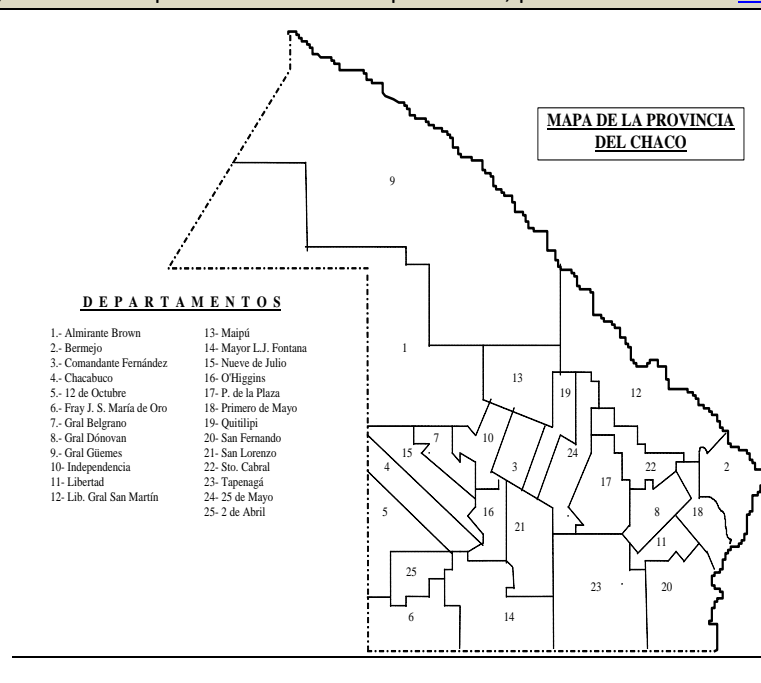 MAPA DE LA PROVINCIA
DEL CHACO
9
D E P A R T A M E N T O S
1.- Almirante Brown
2.- Bermejo
3.- Comandante Fernández
4.- Chacabuco
5.- 12 de Octubre
6.- Fray J. S. María de Oro
7.- Gral Belgrano
8.- Gral Dónovan
9.- Gral Güemes
10- Independencia
11- Libertad
12- Lib. Gral San Martín
13- Maipú
14- Mayor L.J. Fontana
15- Nueve de Julio
16- O'Higgins
17- P. de la Plaza
18- Primero de Mayo
19- Quitilipi
20- San Fernando
21- San Lorenzo
22- Sto. Cabral
23- Tapenagá
24- 25 de Mayo
25- 2 de Abril
1
13
19
12
7
10
15
24
4
3
22
2
17
5
16
8
18
21
11
25
23
20
6
14